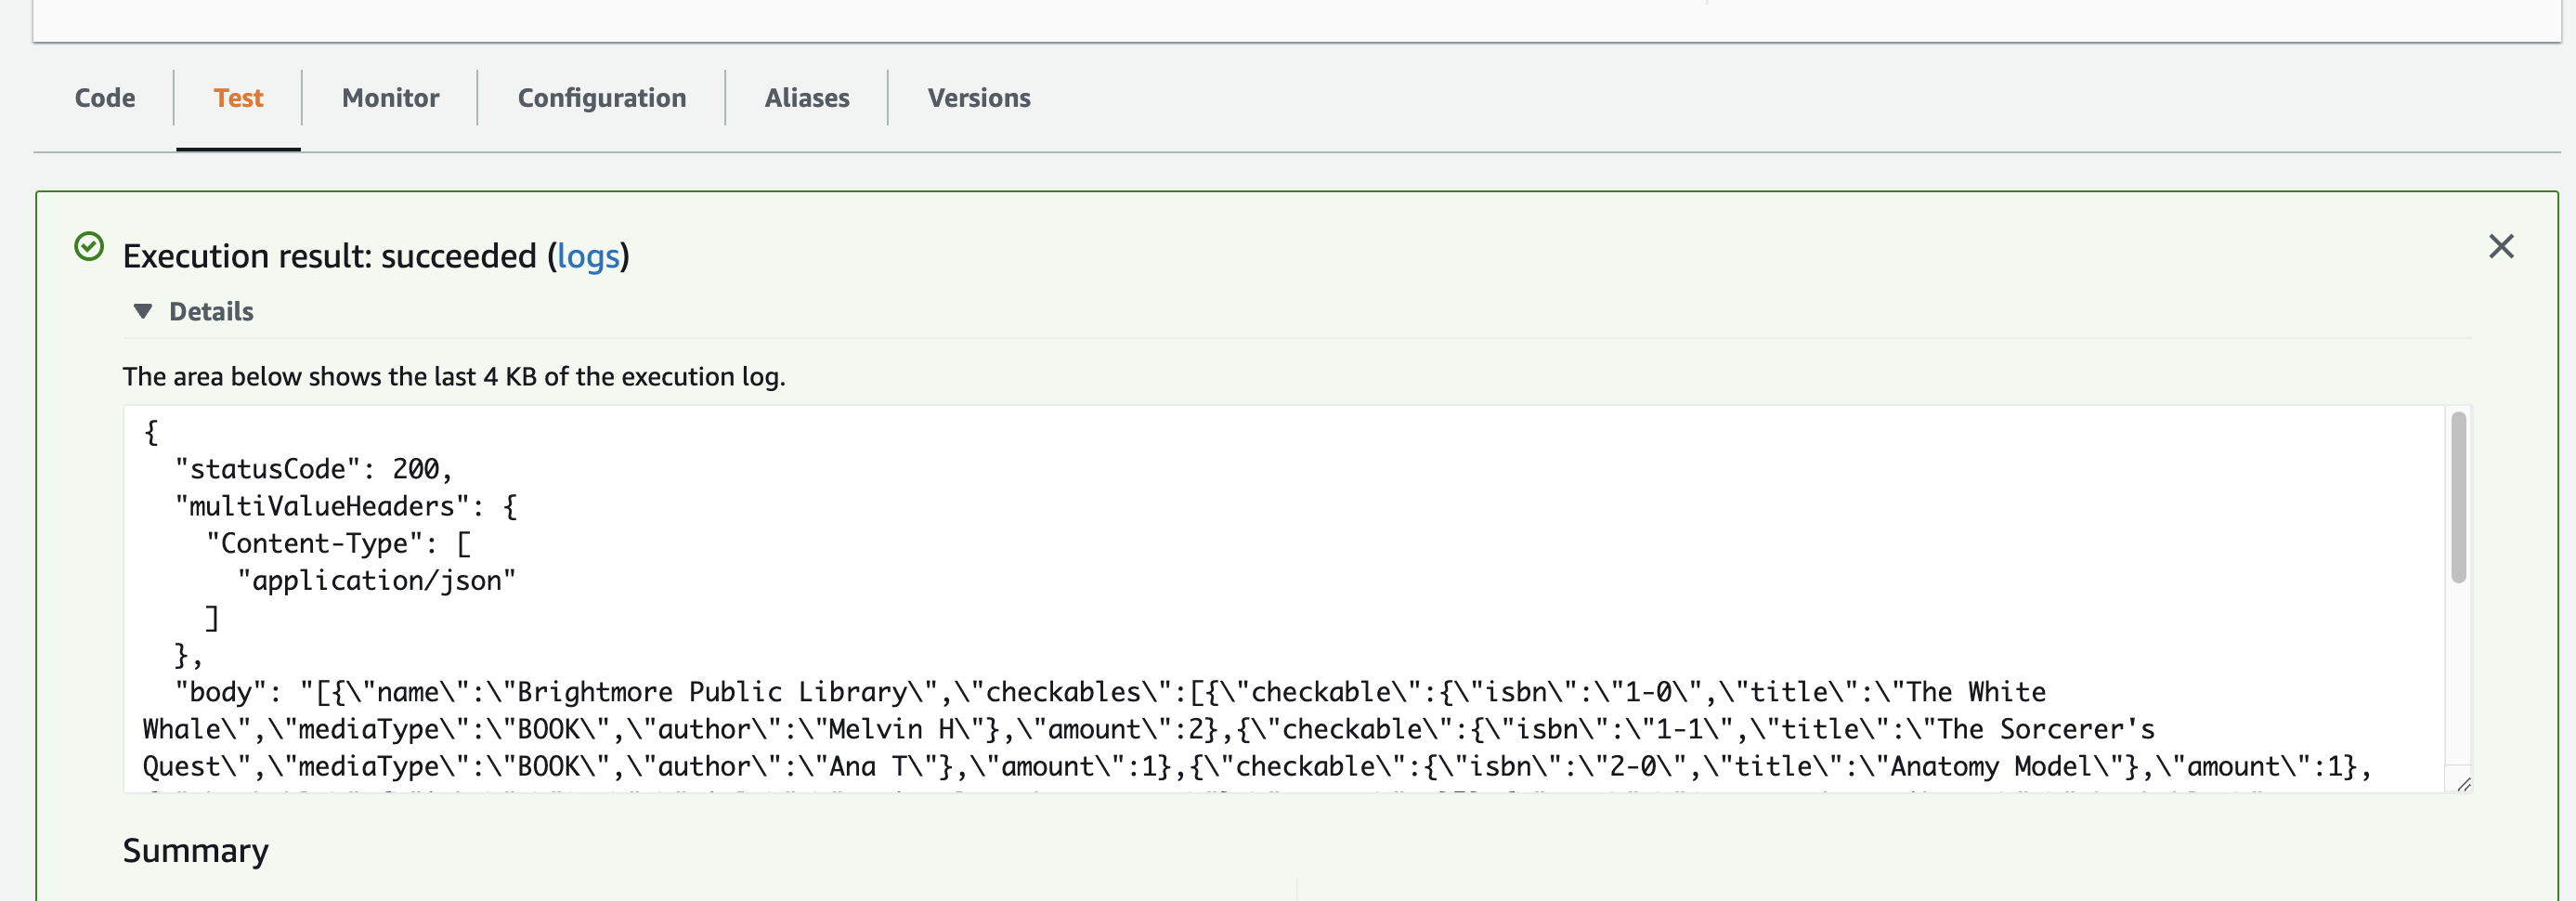 Code Test Monitor Configuration Aliases Versions
Execution result: succeeded (logs)
Details
The area below shows the last 4 KB of the execution log.
{
"statusCode": 200,
"multiValueHeaders": {
"Content-Type": [
"application/json"
]
},
"body": "[{\"name\":\"Brightmore Public Library\",\"checkables\":[{\"checkable\":{\"isbn\":\"1-0\",\"title\":\"The White
Whale\",\"mediaType\":\"BOOK\",\"author\":\"Melvin H\"},\"amount\":2},{\"checkable\":{\"isbn\":\"1-1\",\"title\":\"The Sorcerer's
Quest\",\"mediaType\":\"BOOK\",\"author\":\"Ana T\"},\"amount\":1},{\"checkable\":{\"isbn\":\"2-0\",\"title\":\"Anatomy Model\"},\"amount\":1},
Summary